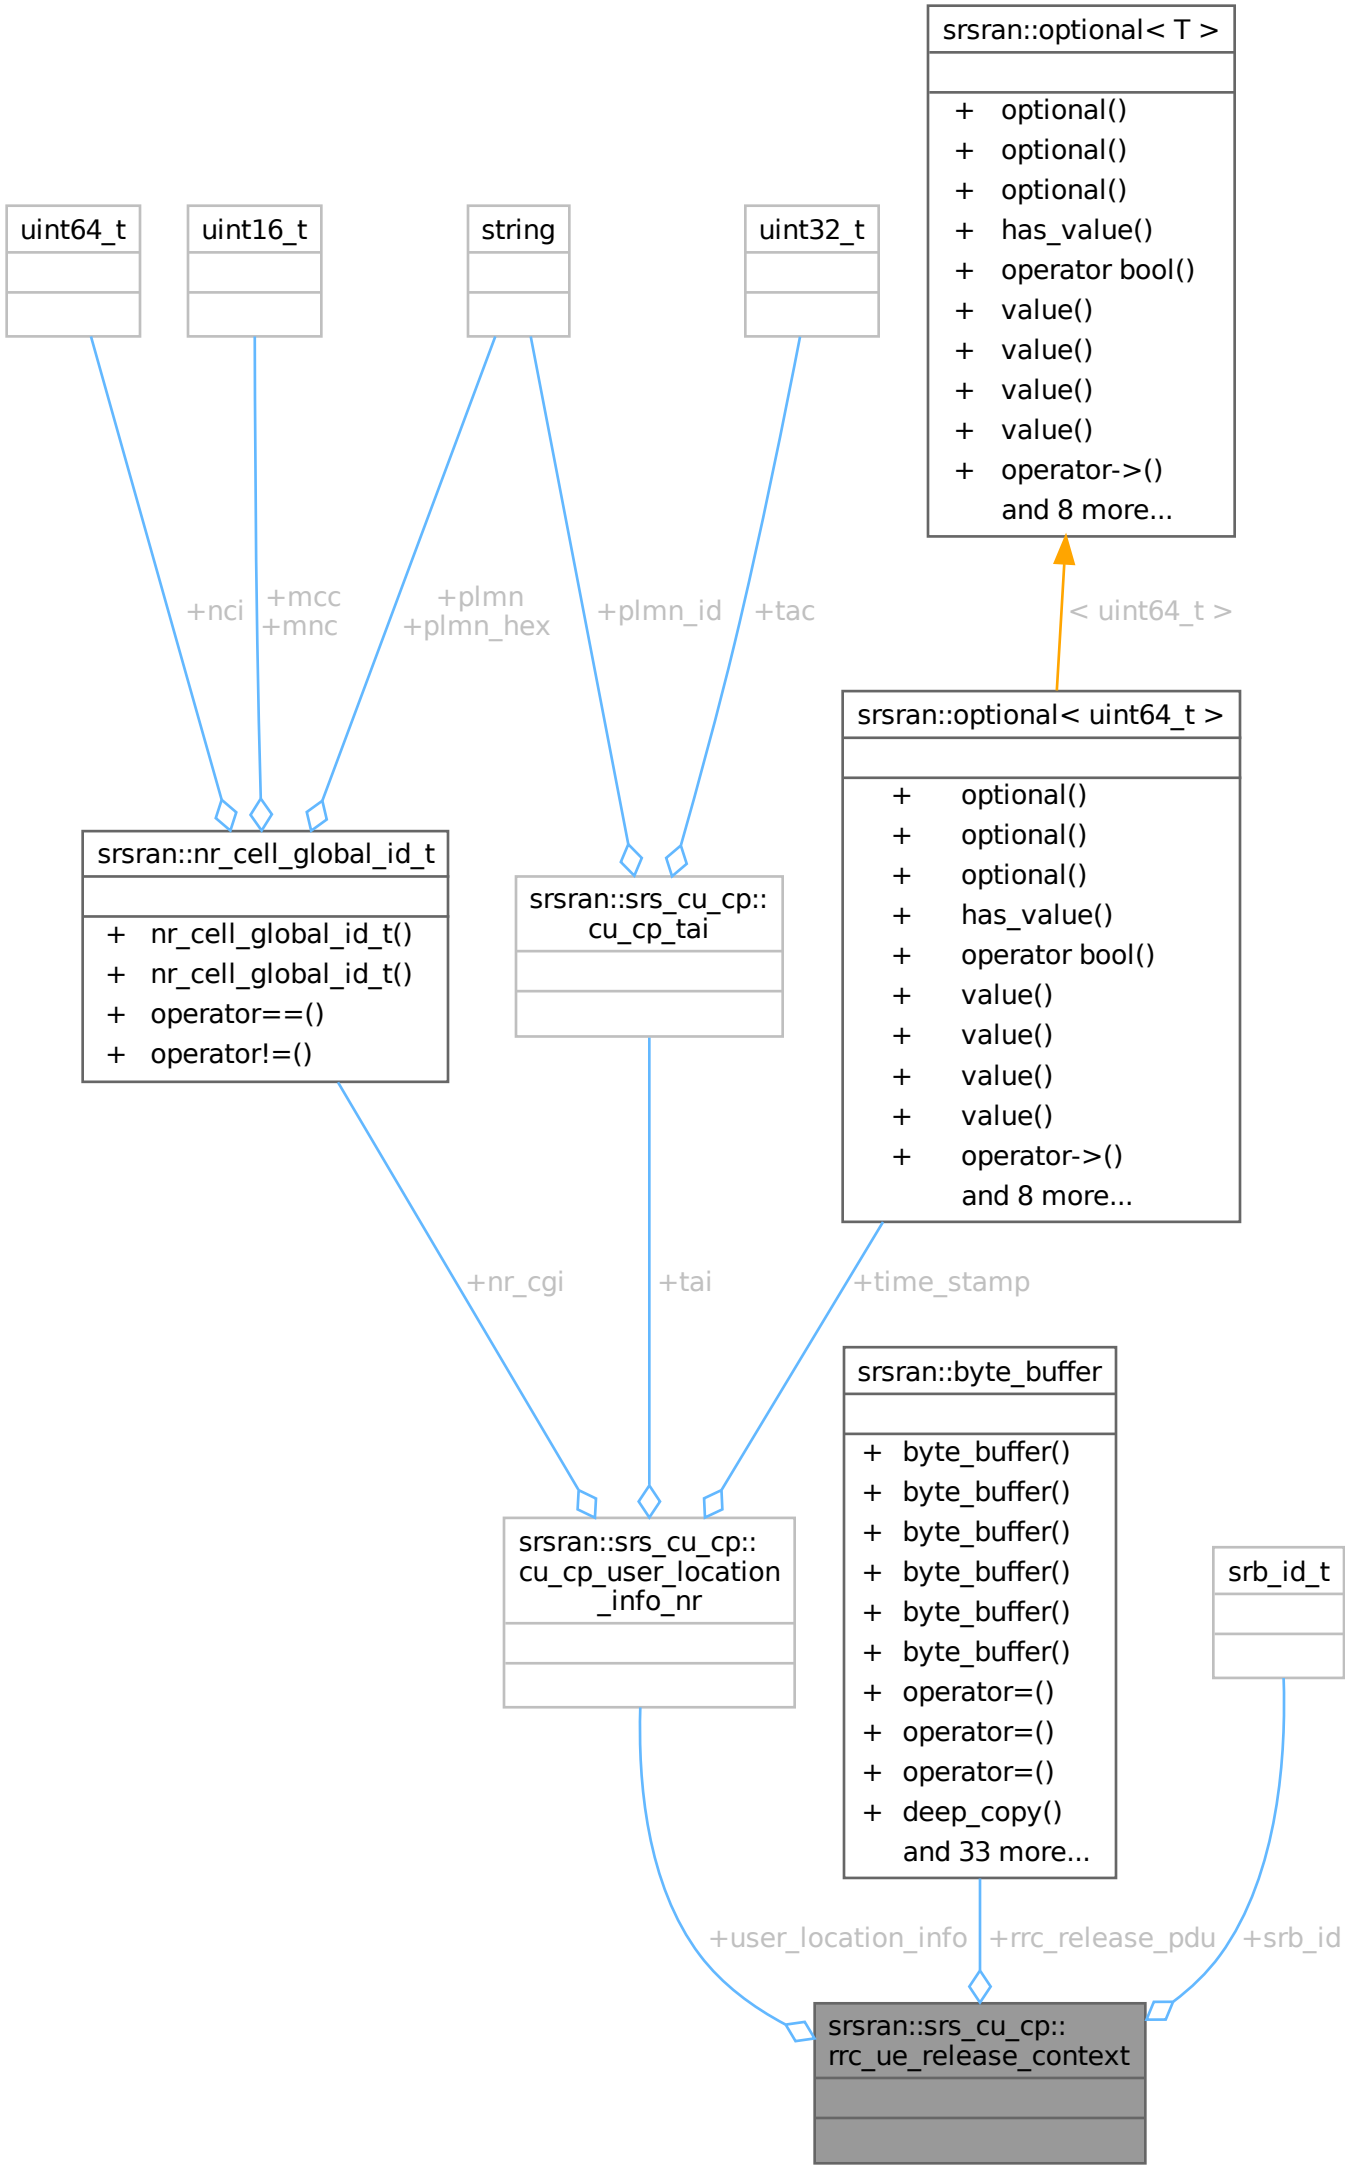 srsran::optional< T >
+ optional()
+ optional()
+ optional()
+ has_value()
+ operator bool()
+ value()
+ value()
+ value()
+ value()
+ operator->()
and 8 more...
uint64_t
uint16_t
string
uint32_t
+nci
+mcc
+mnc
+plmn
+plmn_hex
+plmn_id
+tac
< uint64_t >
srsran::nr_cell_global_id_t
+ nr_cell_global_id_t()
+ nr_cell_global_id_t()
+ operator==()
+ operator!=()
srsran::srs_cu_cp::
cu_cp_tai
srsran::optional< uint64_t >
+ optional()
+ optional()
+ optional()
+ has_value()
+ operator bool()
+ value()
+ value()
+ value()
+ value()
+ operator->()
and 8 more...
+nr_cgi
+tai
+time_stamp
srsran::srs_cu_cp::
cu_cp_user_location
_info_nr
srsran::byte_buffer
+ byte_buffer()
+ byte_buffer()
+ byte_buffer()
+ byte_buffer()
+ byte_buffer()
+ byte_buffer()
+ operator=()
+ operator=()
+ operator=()
+ deep_copy()
and 33 more...
srb_id_t
+user_location_info
+rrc_release_pdu
+srb_id
srsran::srs_cu_cp::
rrc_ue_release_context